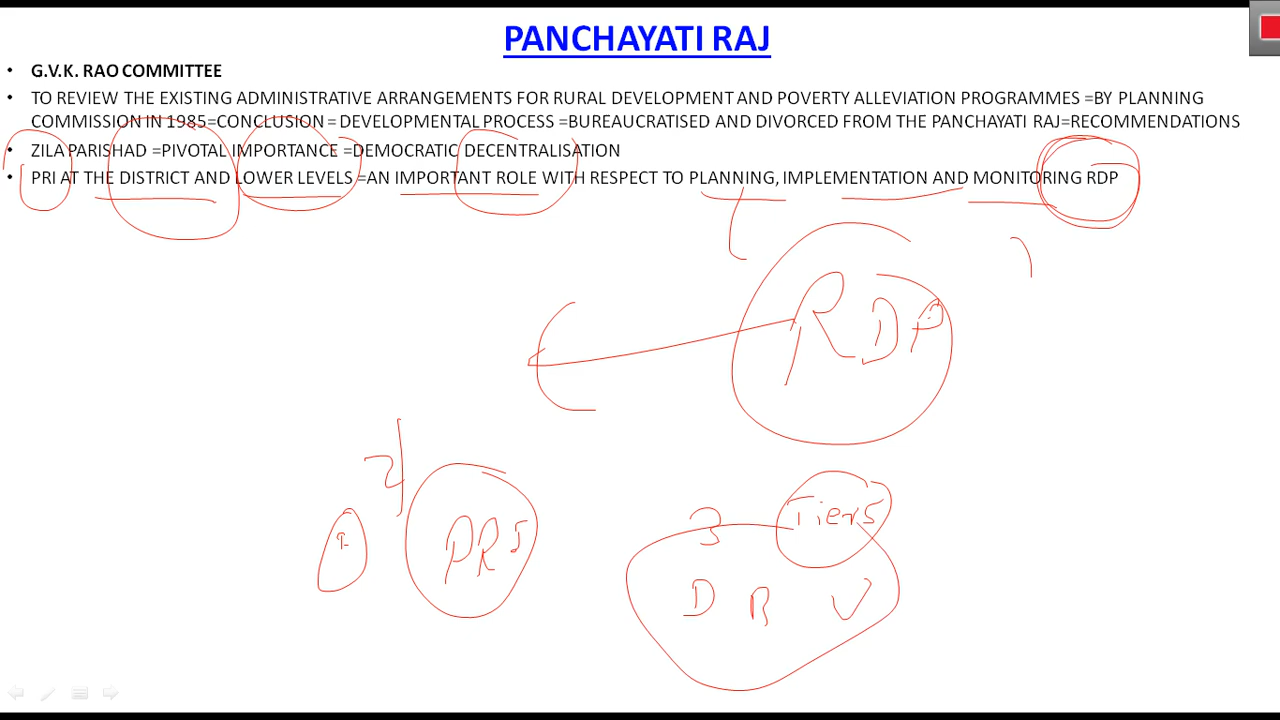 PANCHAYATI RAJ
• G.V.K. RAO COMMITTEE
• TO REVIEW THE EXISTING ADMINISTRATIVE ARRANGEMENTS FOR RURAL DEVELOPMENT AND POVERTY ALLEVIATION PROGRAMMES =BY PLANNING
COMMISSION IN 1985=CONCLUSION = DEVELOPMENTAL PROCESS =BUREAUCRATISED AND DIVORCED FROM THE PANCHAYATI RAJ=RECOMMENDATIONS
• ZILA PARISHAD =PIVOTAL IMPORTANCE =DEMOCRATIC DECENTRALISATION
• PRI AT THE DISTRICT AND LOWER LEVELS =AN IMPORTANT ROLE WITH RESPECT TO PLANNING, IMPLEMENTATION AND MONITORING RDP
RDP
PRI
3 Tiers
D B V